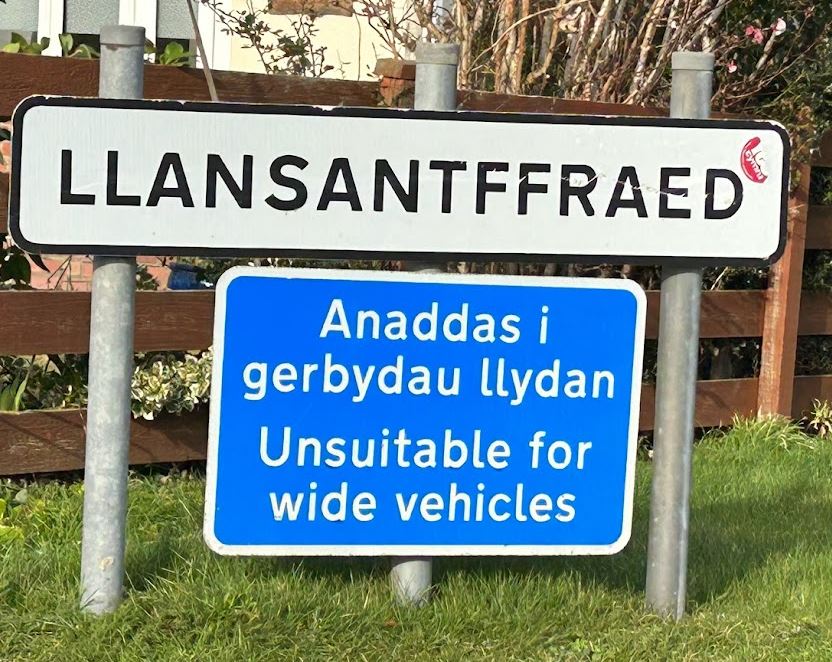 LLANSANTFFRAED
Anaddas i
gerbydau llydan
Unsuitable for
wide vehicles